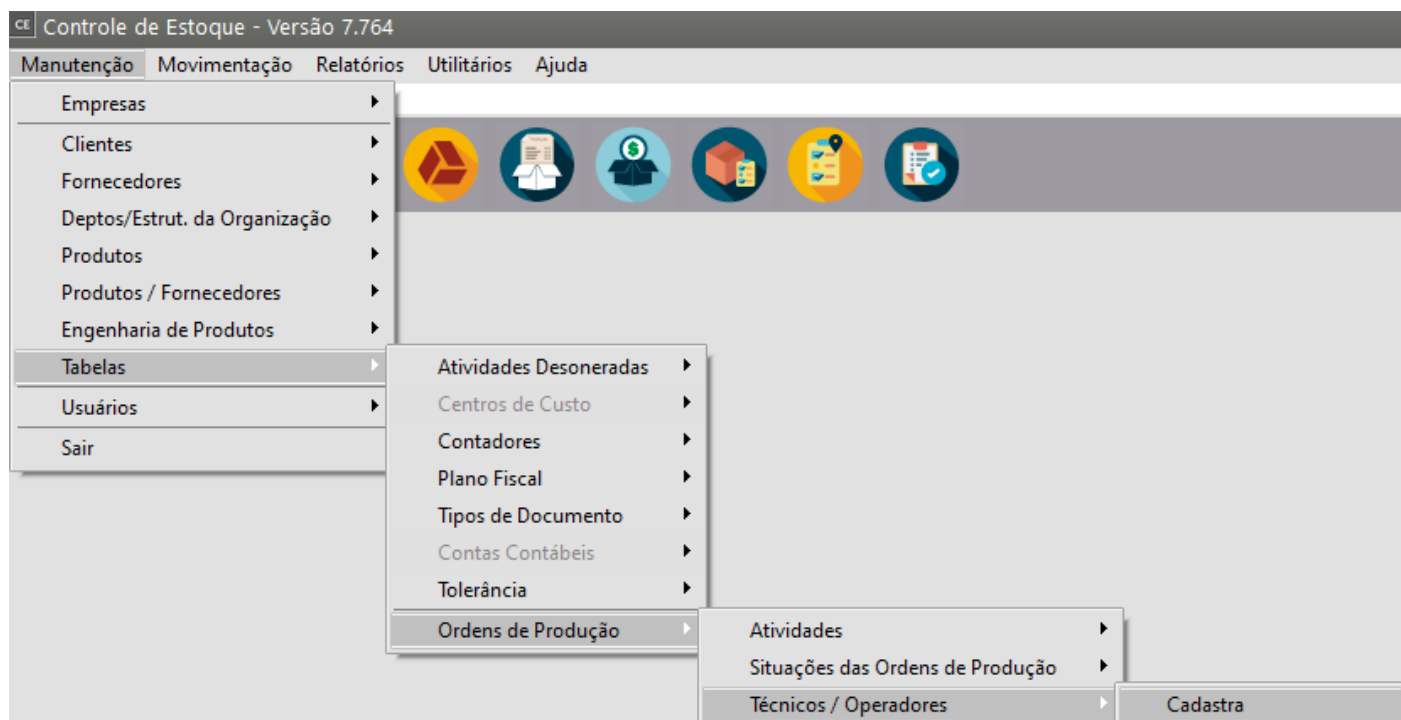 CE Controle de Estoque - Versão 7.764
Manutenção Movimentação Relatórios Utilitários Ajuda
Empresas
Clientes
Fornecedores
Deptos/Estrut. da Organização
Produtos
Produtos / Fornecedores
Engenharia de Produtos
Tabelas
Usuários
Sair
Atividades Desoneradas
Centros de Custo
Contadores
Plano Fiscal
Tipos de Documento
Contas Contábeis
Tolerância
Ordens de Produção
Atividades
Situações das Ordens de Produção
Técnicos / Operadores
Cadastra